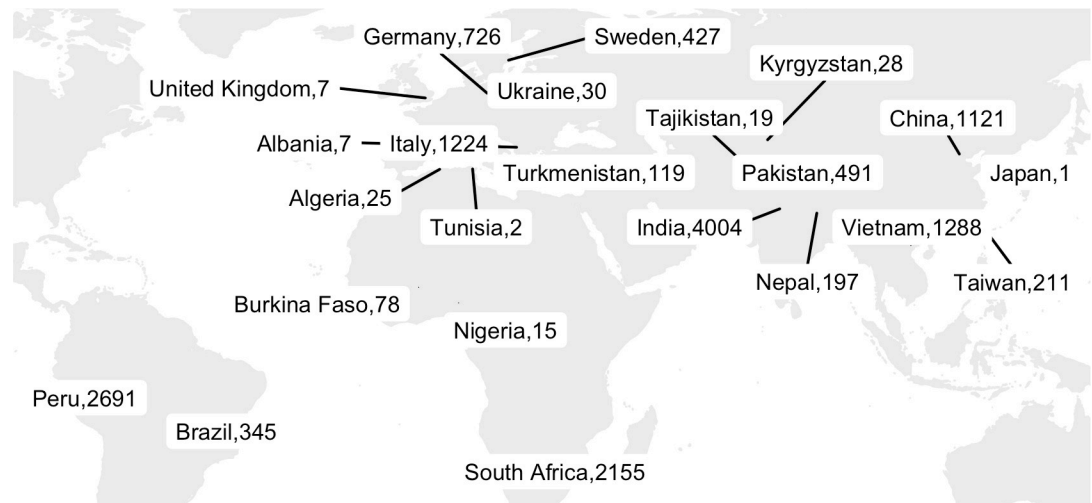 Germany,726
Sweden,427
Kyrgyzstan,28
United Kingdom,7
Ukraine,30
Tajikistan,19
China,1121
Albania,7
Italy,1224
Turkmenistan,119
Pakistan,491
Japan,1
Algeria,25
Tunisia,2
India,4004
Vietnam,1288
Nepal,197
Taiwan,211
Burkina Faso,78
Nigeria,15
Peru,2691
Brazil,345
South Africa,2155